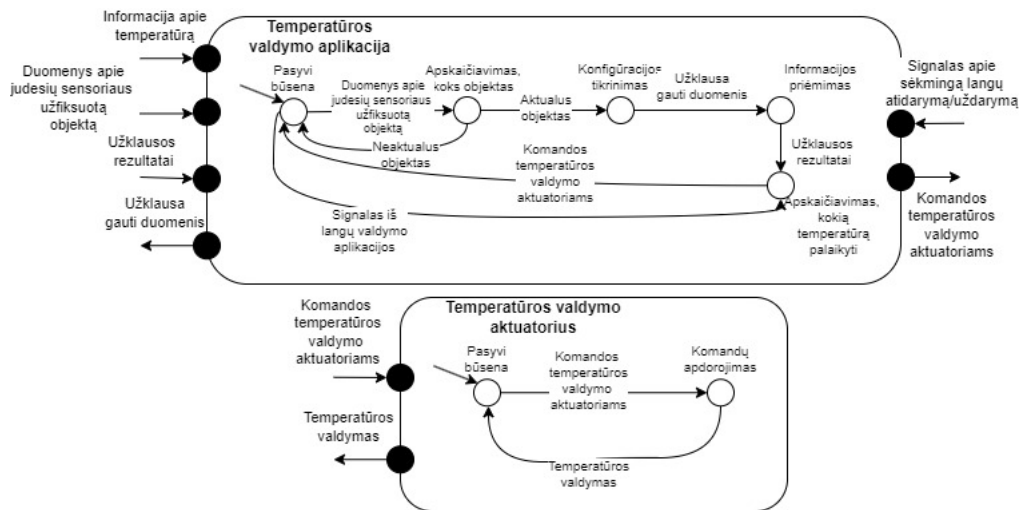 Informacija apie
temperatūrą
Duomenys apie
judesių sensoriaus
užfiksuotą
objektą
Užklausos
rezultatai
Užklausa
gauti duomenis
Temperatūros
valdymo aplikacija
Pasyvi
būsena
Duomenys apie
judesių sensoriaus
užfiksuotą
objektą
Apskaičiavimas,
koks objektas
Aktualus
objektas
Neaktualus
objektas
Konfigūracijos
tikrinimas
Užklausa
gauti duomenis
Informacijos
priėmimas
Užklausos
rezultatai
Komandos
temperatūros
valdymo
aktuatoriams
Signalas iš
langų valdymo
aplikacijos
Apskaičiavimas,
kokią
temperatūrą
palaikyti
Signalas apie
sėkmingą langų
atidarymą/uždarymą
Komandos
temperatūros
valdymo
aktuatoriams
Komandos
temperatūros
valdymo
aktuatoriams
Temperatūros
valdymas
Temperatūros valdymo
aktuatorius
Pasyvi
būsena
Komandos
temperatūros
valdymo
aktuatoriams
Komandų
apdorojimas
Temperatūros
valdymas